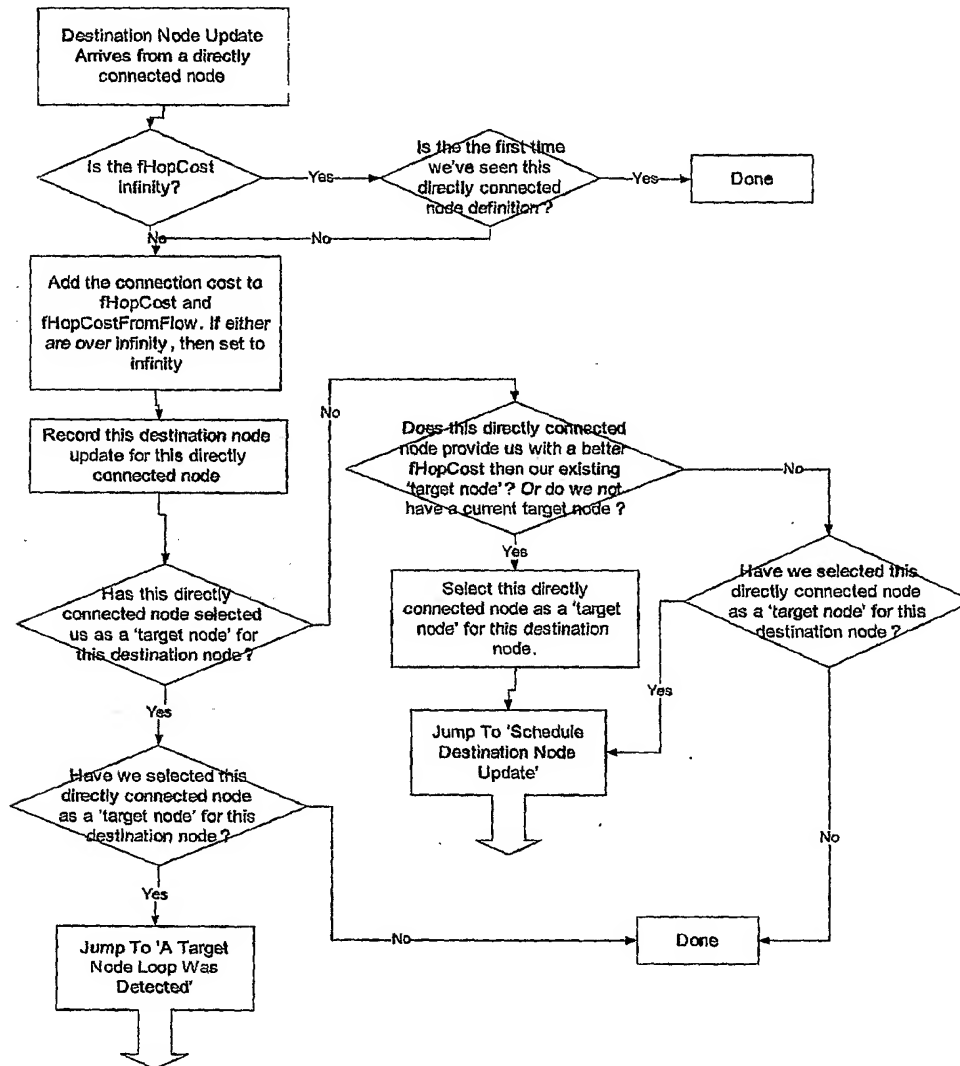 Destination Node Update
Arrives from a directly
connected node
Is the fHopCost
Infinity?
Yes
Is the the first time
we've seen this
directly connected
node definition?
Yes
Done
No
No
Add the connection cost to
fHopCost and
fHopCostFromFlow. If either
are over infinity, then set to
infinity
Record this destination node
update for this directly
connected node
No
Does this directly connected
node provide us with a better
fHopCost then our existing
'target node'? Or do we not
have a current target node?
No
Yes
Has this directly
connected node selected
us as a 'target node' for
this destination node?
Select this directly
connected node as a 'target
node' for this destination
node.
Have we selected this
directly connected node
as a 'target node' for this
destination node?
Yes
Yes
Jump To 'Schedule
Destination Node
Update'
Have we selected this
directly connected node
as a 'target node' for this
destination node?
No
Yes
No
Done
Jump To 'A Target
Node Loop Was
Detected'